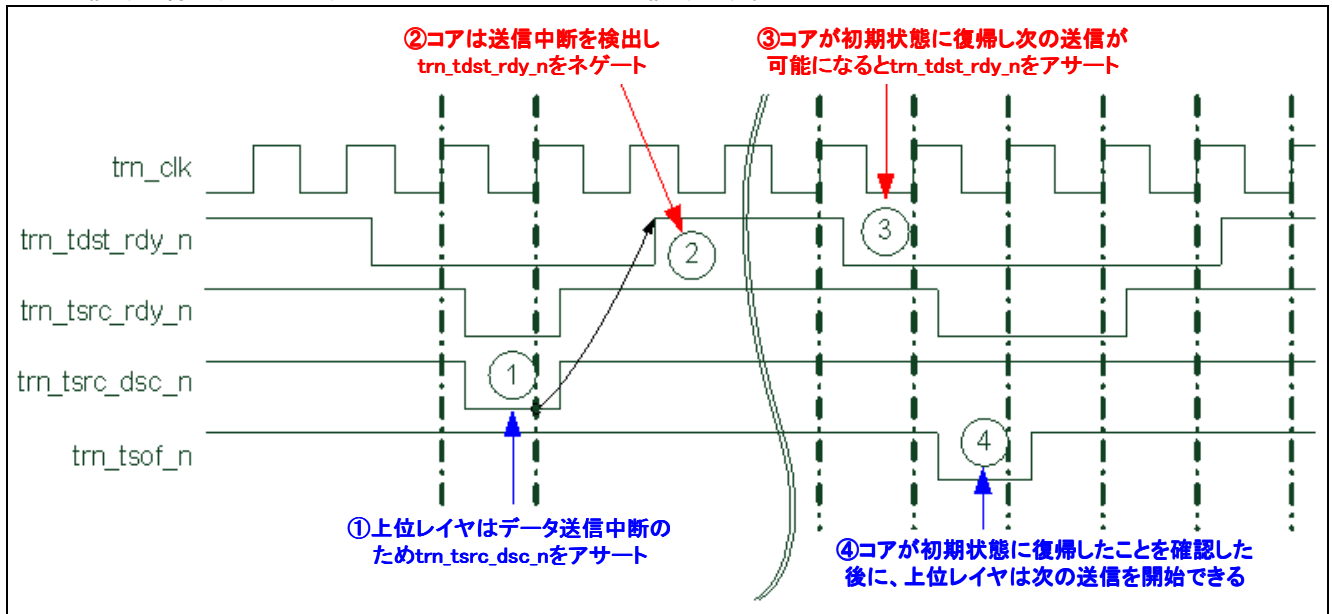 ②コアは送信中断を検出し
trn_tdst_rdy_nをネゲート
③コアが初期状態に復帰し次の送信が
可能になるとtrn_tdst_rdy_nをアサート
trn_clk
trn_tdst_rdy_n
trn_tsrc_rdy_n
trn_tsrc_dsc_n
trn_tsof_n
②
③
①
④
①上位レイヤはデータ送信中断の
ためtrn_tsrc_dsc_nをアサート
④コアが初期状態に復帰したことを確認した
後に、上位レイヤは次の送信を開始できる